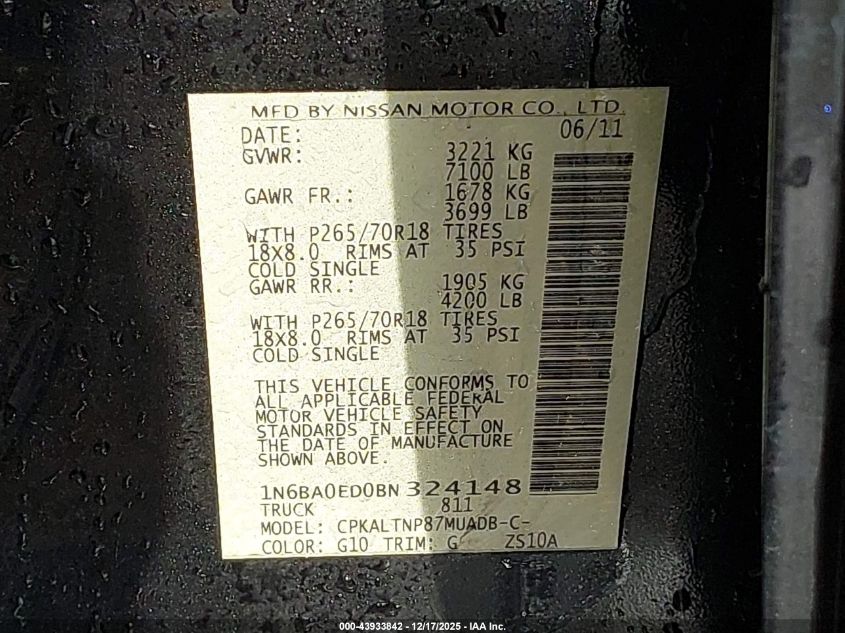 MFD BY NISSAN MOTOR CO., LTD.
DATE: 06/11
GVWR: 3221 KG
7100 LB
GAWR FR.: 1678 KG
3699 LB
WITH P265/70R18 TIRES
18X8.0 RIMS AT 35 PSI
COLD SINGLE
GAWR RR.: 1905 KG
4200 LB
WITH P265/70R18 TIRES
18X8.0 RIMS AT 35 PSI
COLD SINGLE
THIS VEHICLE CONFORMS TO
ALL APPLICABLE FEDERAL
MOTOR VEHICLE SAFETY
STANDARDS IN EFFECT ON
THE DATE OF MANUFACTURE
SHOWN ABOVE.
1N6BA0ED0BN324148
TRUCK 811
MODEL: CPKALTNP87MUADB-C-
COLOR: G10 TRIM: G ZS10A
000-43933842 - 12/17/2025 - IAA Inc.